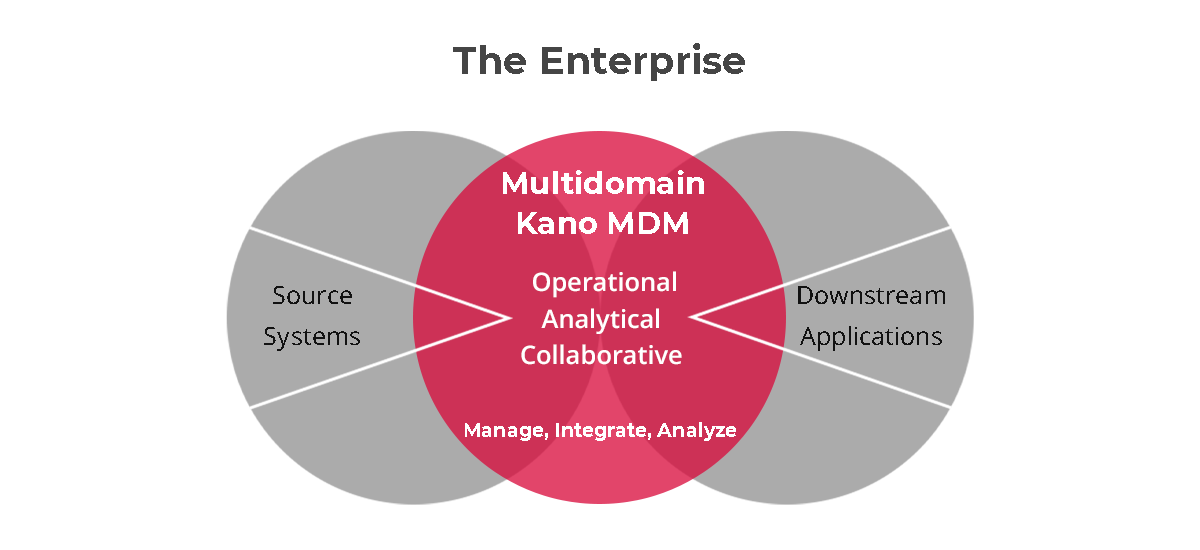 The Enterprise
Multidomain
Kano MDM
Operational
Analytical
Collaborative
Manage, Integrate, Analyze
Source
Systems
Downstream
Applications